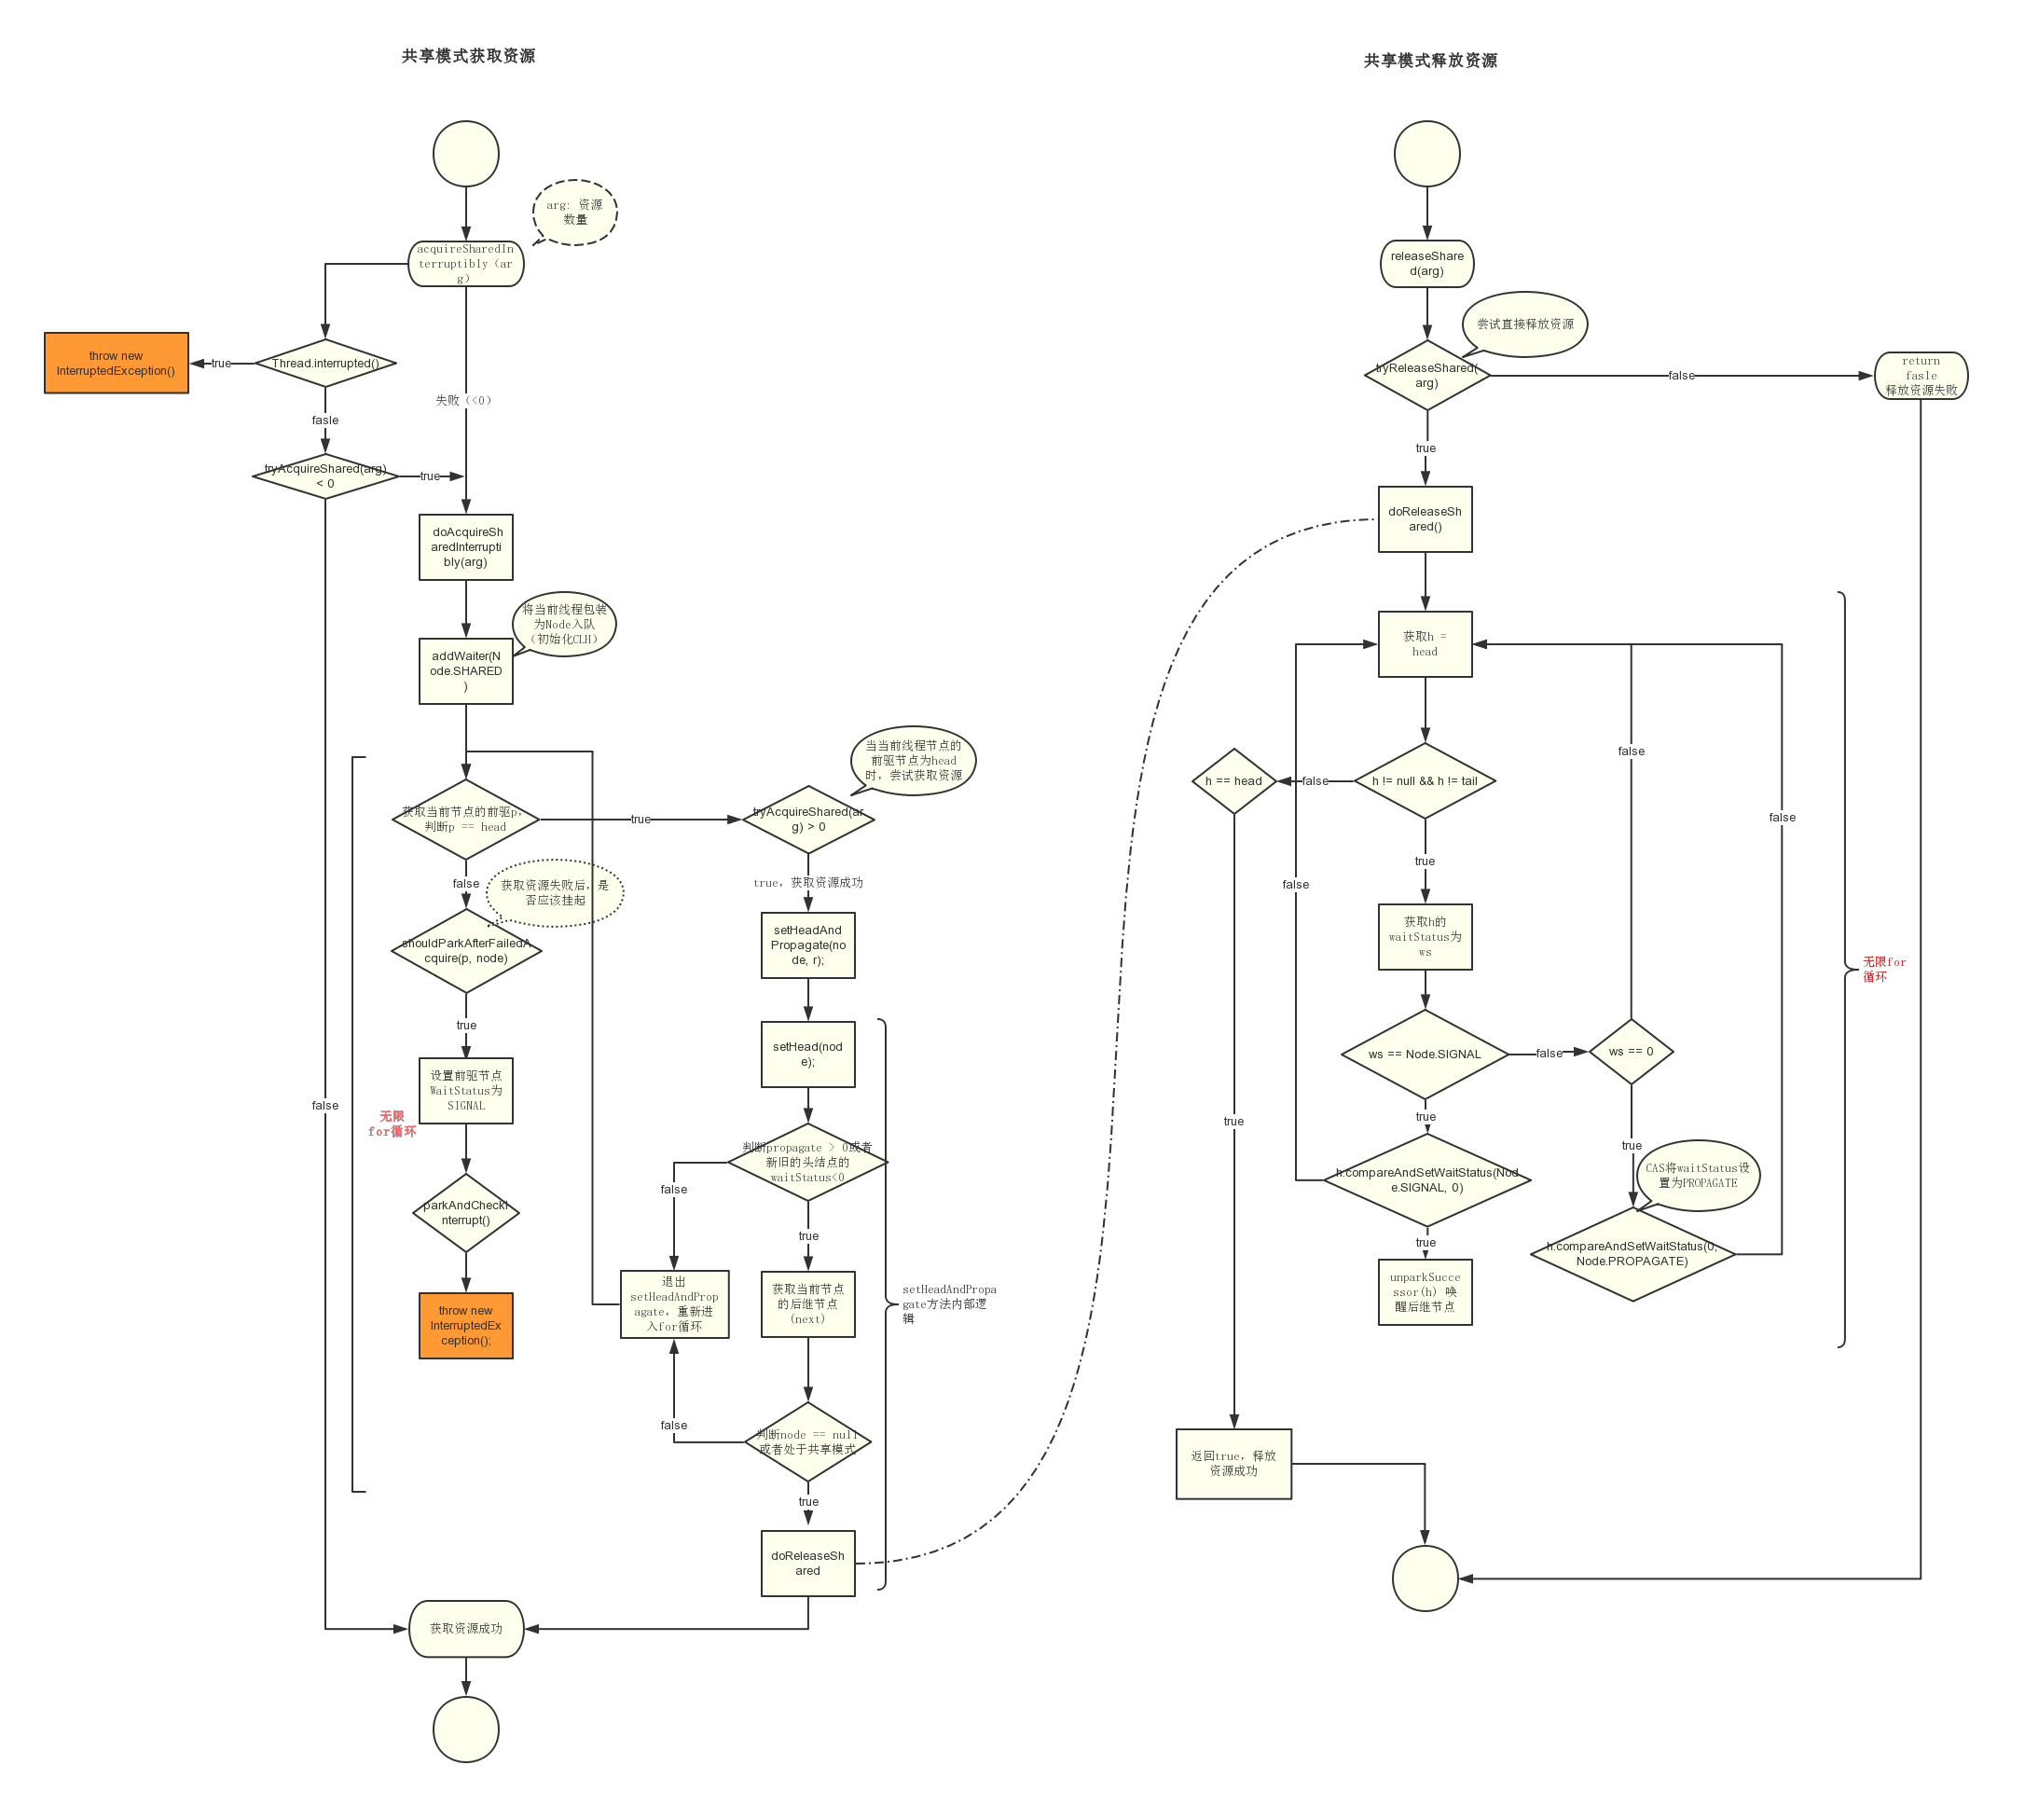 共享模式获取资源
arg: 资源
数量
acquireSharedIn
terruptibly（ar
g）
throw new
InterruptedException()
true
Thread.interrupted()
失败（<0）
fasle
tryAcquireShared(arg)
< 0
true
doAcquireSh
aredInterrupti
bly(arg)
将当前线程包装
为Node入队
（初始化CLH）
addWaiter(N
ode.SHARED
)
当当前线程节点的
前驱节点为head
时，尝试获取资源
获取当前节点的前驱p，
判断p == head
true
tryAcquireShared(ar
g) > 0
false
获取资源失败后，是
否应该挂起
true，获取资源成功
shouldParkAfterFailedA
cquire(p, node)
setHeadAnd
Propagate(no
de, r);
true
setHead(nod
e);
设置前驱节点
WaitStatus为
SIGNAL
false
无限
for循环
判断propagate > 0或者
新旧的头结点的
waitStatus<0
false
parkAndCheckI
nterrupt()
true
throw new
InterruptedEx
ception();
退出
setHeadAndProp
agate，重新进
入for循环
获取当前节点
的后继节点
(next)
setHeadAndPropa
gate方法内部逻
辑
false
判断node == null
或者处于共享模式
true
doReleaseSh
ared
获取资源成功
共享模式释放资源
releaseShare
d(arg)
尝试直接释放资源
tryReleaseShared(
arg)
false
return
fasle
释放资源失败
true
doReleaseSh
ared()
获取h =
head
false
h == head
false
h != null && h != tail
false
true
false
获取h的
waitStatus为
ws
无限for
循环
ws == Node.SIGNAL
false
ws == 0
true
true
true
CAS将waitStatus设
置为PROPAGATE
h.compareAndSetWaitStatus(Nod
e.SIGNAL, 0)
true
h.compareAndSetWaitStatus(0,
Node.PROPAGATE)
unparkSucce
ssor(h) 唤
醒后继节点
返回true，释放
资源成功